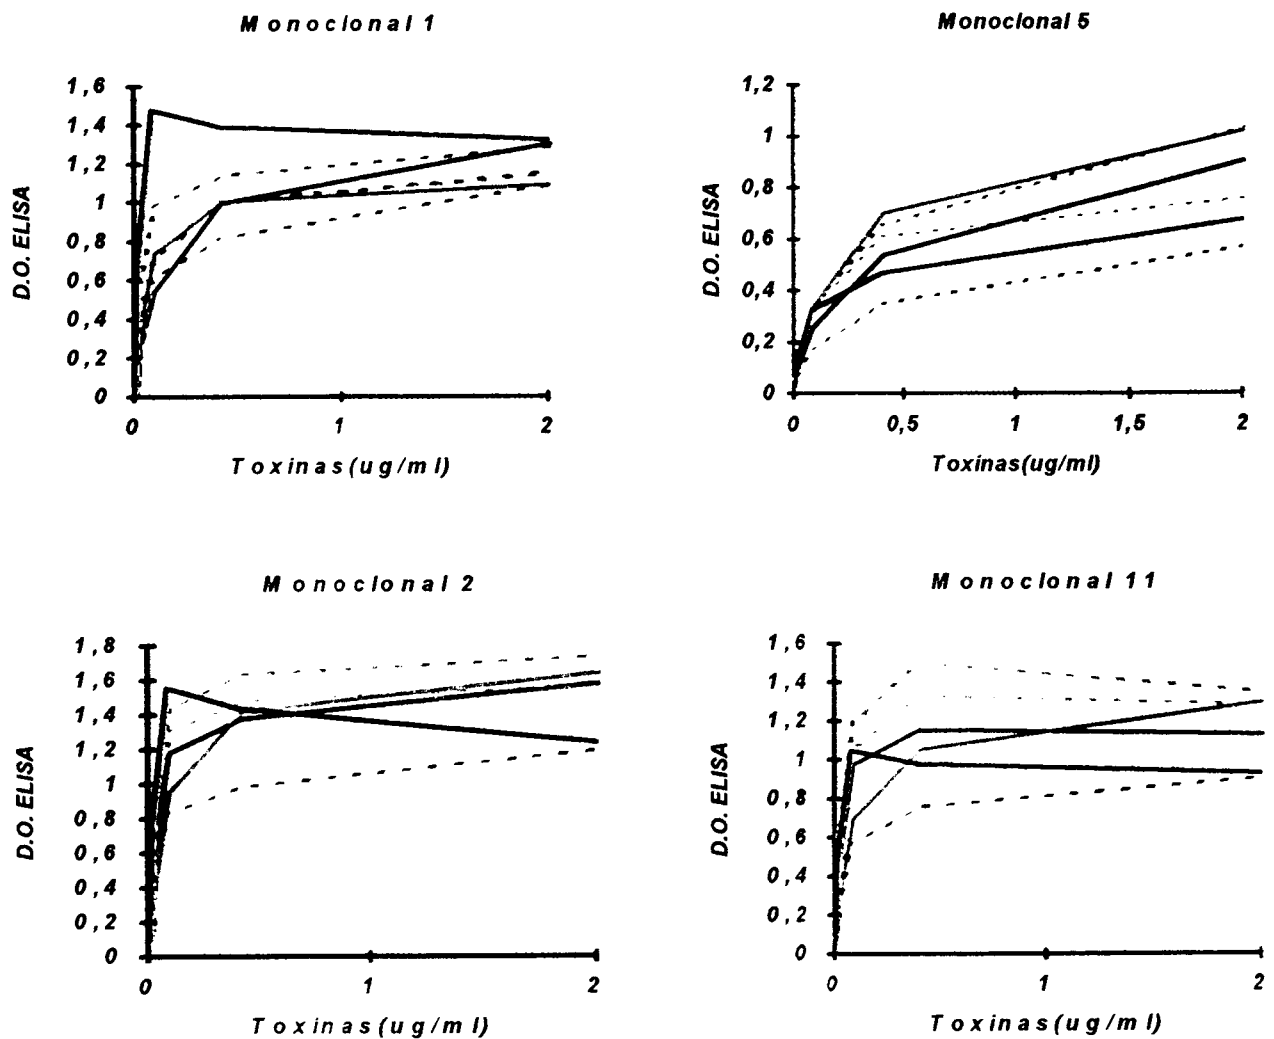 Monoclonal 1
1,6
1,4
1,2
1
0,8
0,6
0,4
0,2
0
D.O. ELISA
0 1 2
Toxinas(ug/ml)
Monoclonal 5
1,2
1
0,8
0,6
0,4
0,2
0
D.O. ELISA
0 0,5 1 1,5 2
Toxinas(ug/ml)
Monoclonal 2
1,8
1,6
1,4
1,2
1
0,8
0,6
0,4
0,2
0
D.O. ELISA
0 1 2
Toxinas(ug/ml)
Monoclonal 11
1,6
1,4
1,2
1
0,8
0,6
0,4
0,2
0
D.O. ELISA
0 1 2
Toxinas(ug/ml)